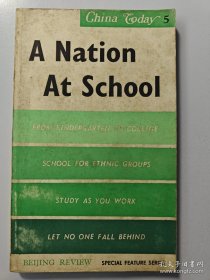 China Today 5
A Nation
At School
FROM KINDERGARTEN TO COLLEGE
SCHOOL FOR ETHNIC GROUPS
STUDY AS YOU WORK
LET NO ONE FALL BEHIND
BEIJING REVIEW SPECIAL FEATURE SERIES